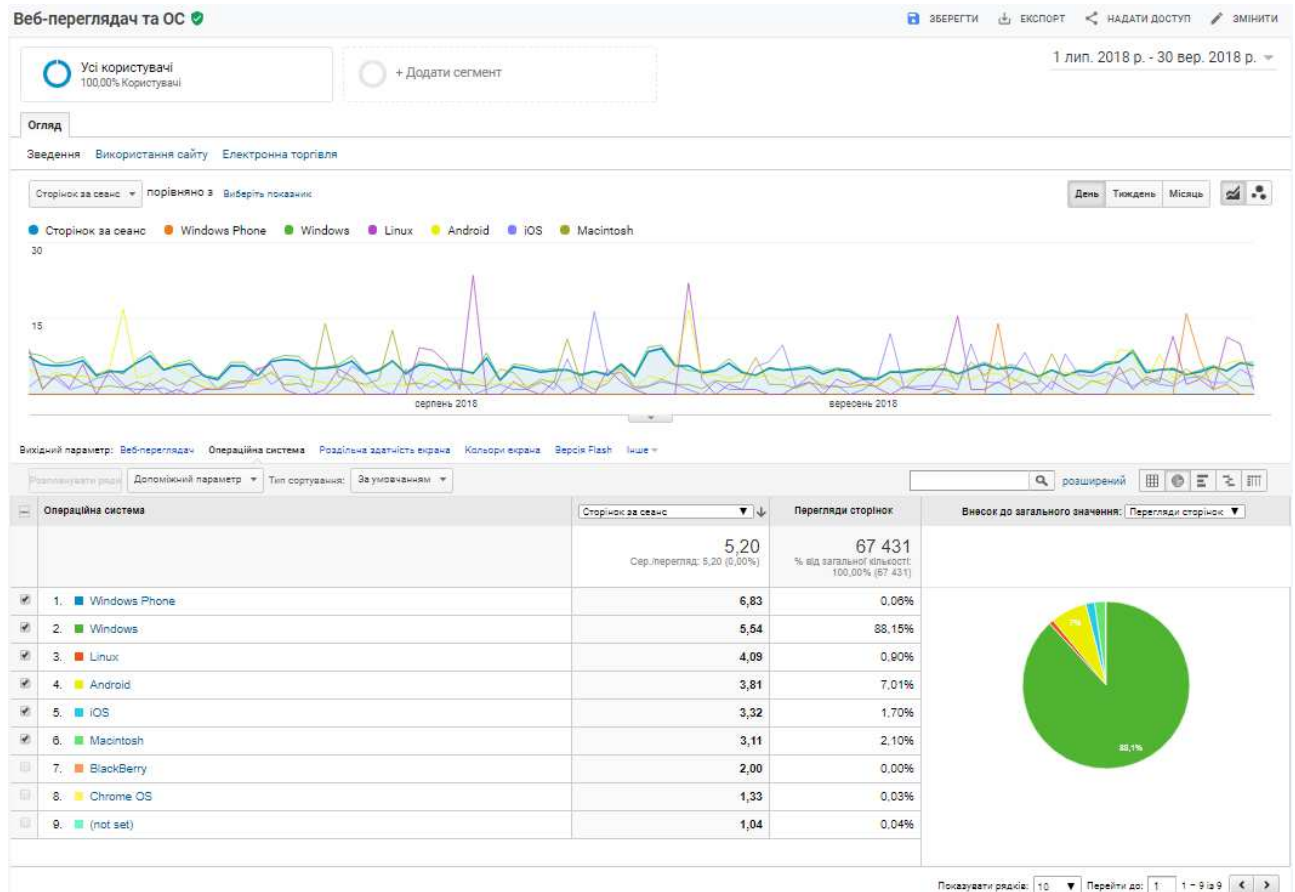 Веб-переглядач та ОС
ЗБЕРЕГТИ ЕКСПОРТ НАДАТИ ДОСТУП ЗМІНИТИ
Усі користувачі
100,00% Користувачі
+ Додати сегмент
1 лип. 2018 р. - 30 вер. 2018 р.
Огляд
Зведення Використання сайту Електронна торгівля
Сторінок за сеанс порівняно з Виберіть показник
День Тиждень Місяць
Сторінок за сеанс Windows Phone Windows Linux Android iOS Macintosh
30
15
серпень 2018 вересень 2018
Вихідний параметр: Веб-переглядач Операційна система Роздільна здатність екрана Кольори екрана Версія Flash Інше
Розпланувати ряди Допоміжний параметр Тип сортування: За умовчанням розширений
Операційна система Сторінок за сеанс Перегляди сторінок Внесок до загального значення: Перегляди сторінок
5,20 67 431
Сер./перегляд: 5,20 (0,00%) % від загальної кількості: 100,00% (67 431)
1. Windows Phone 6,83 0,06%
2. Windows 5,54 88,15%
3. Linux 4,09 0,90%
4. Android 3,81 7,01%
5. iOS 3,32 1,70%
6. Macintosh 3,11 2,10%
7. BlackBerry 2,00 0,00%
8. Chrome OS 1,33 0,03%
9. (not set) 1,04 0,04%
7%
88,1%
Показувати рядків: 10 Перейти до: 1 1 – 9 із 9